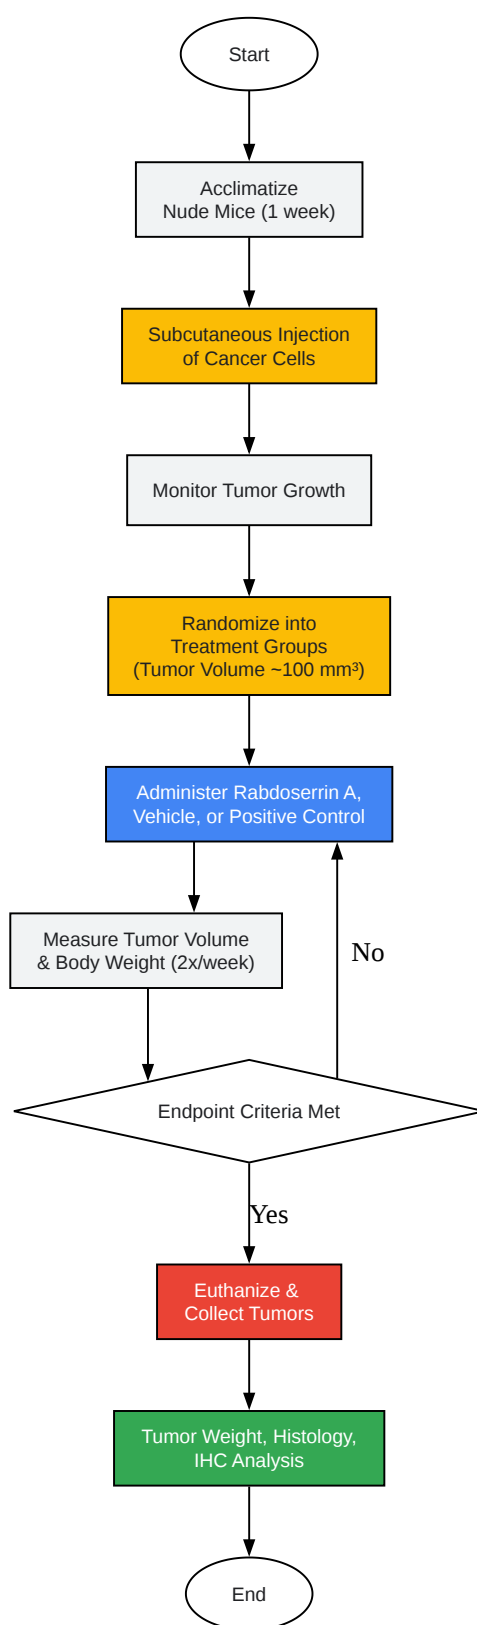 Start
Acclimatize
Nude Mice (1 week)
Subcutaneous Injection
of Cancer Cells
Monitor Tumor Growth
Randomize into
Treatment Groups
(Tumor Volume ~100 mm³)
Administer Rabdoserrin A,
Vehicle, or Positive Control
Measure Tumor Volume
& Body Weight (2x/week)
No
Endpoint Criteria Met
Yes
Euthanize &
Collect Tumors
Tumor Weight, Histology,
IHC Analysis
End